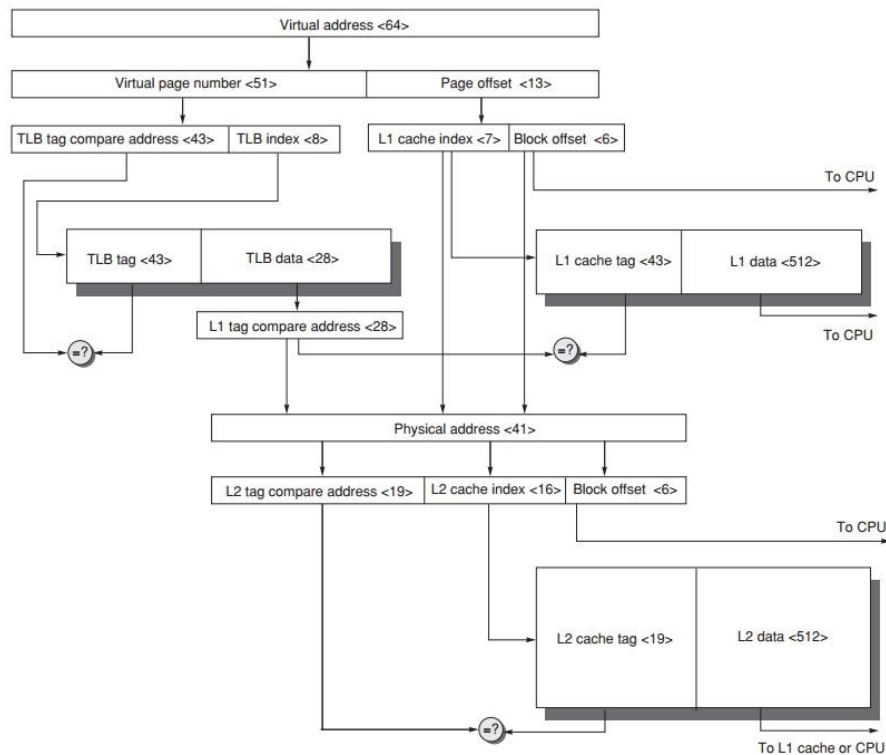 Virtual address <64>
Virtual page number <51> Page offset <13>
TLB tag compare address <43> TLB index <8> L1 cache index <7> Block offset <6>
To CPU
TLB tag <43> TLB data <28> L1 cache tag <43> L1 data <512>
L1 tag compare address <28>
To CPU
=? =?
Physical address <41>
L2 tag compare address <19> L2 cache index <16> Block offset <6>
To CPU
L2 cache tag <19> L2 data <512>
=?
To L1 cache or CPU